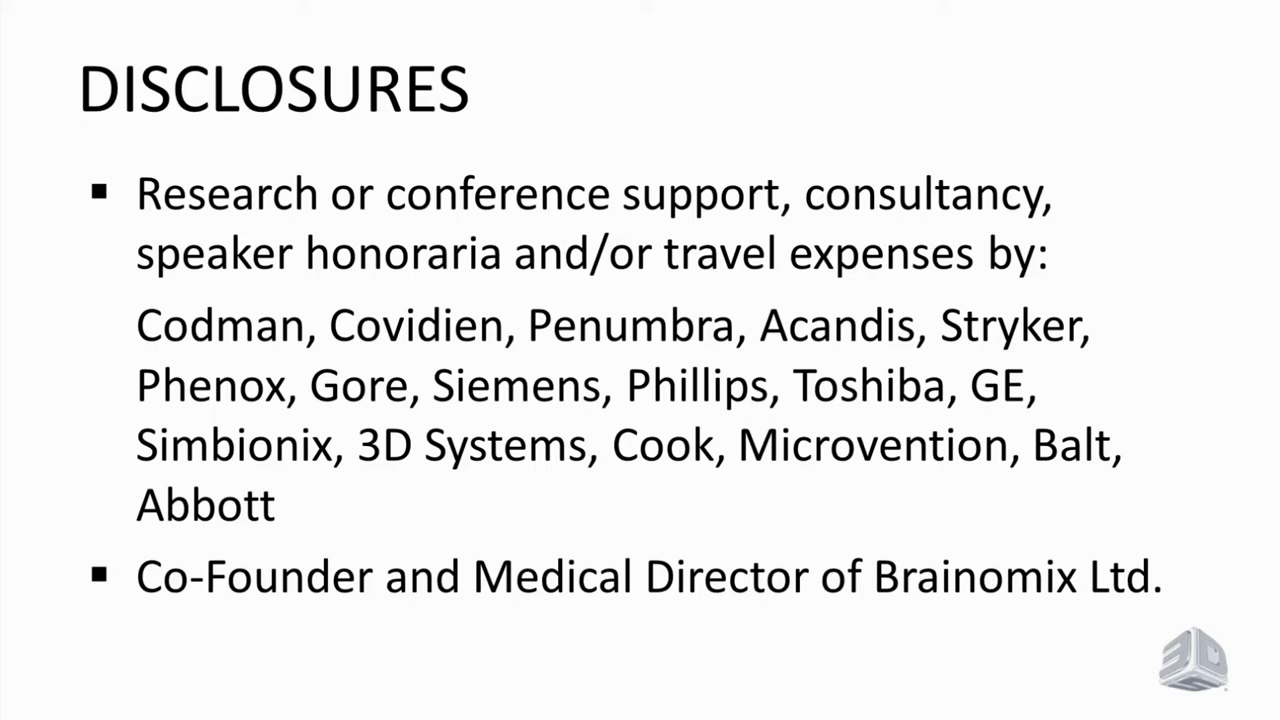 DISCLOSURES
▪ Research or conference support, consultancy,
speaker honoraria and/or travel expenses by:
Codman, Covidien, Penumbra, Acandis, Stryker,
Phenox, Gore, Siemens, Phillips, Toshiba, GE,
Simbionix, 3D Systems, Cook, Microvention, Balt,
Abbott
▪ Co-Founder and Medical Director of Brainomix Ltd.
3DS